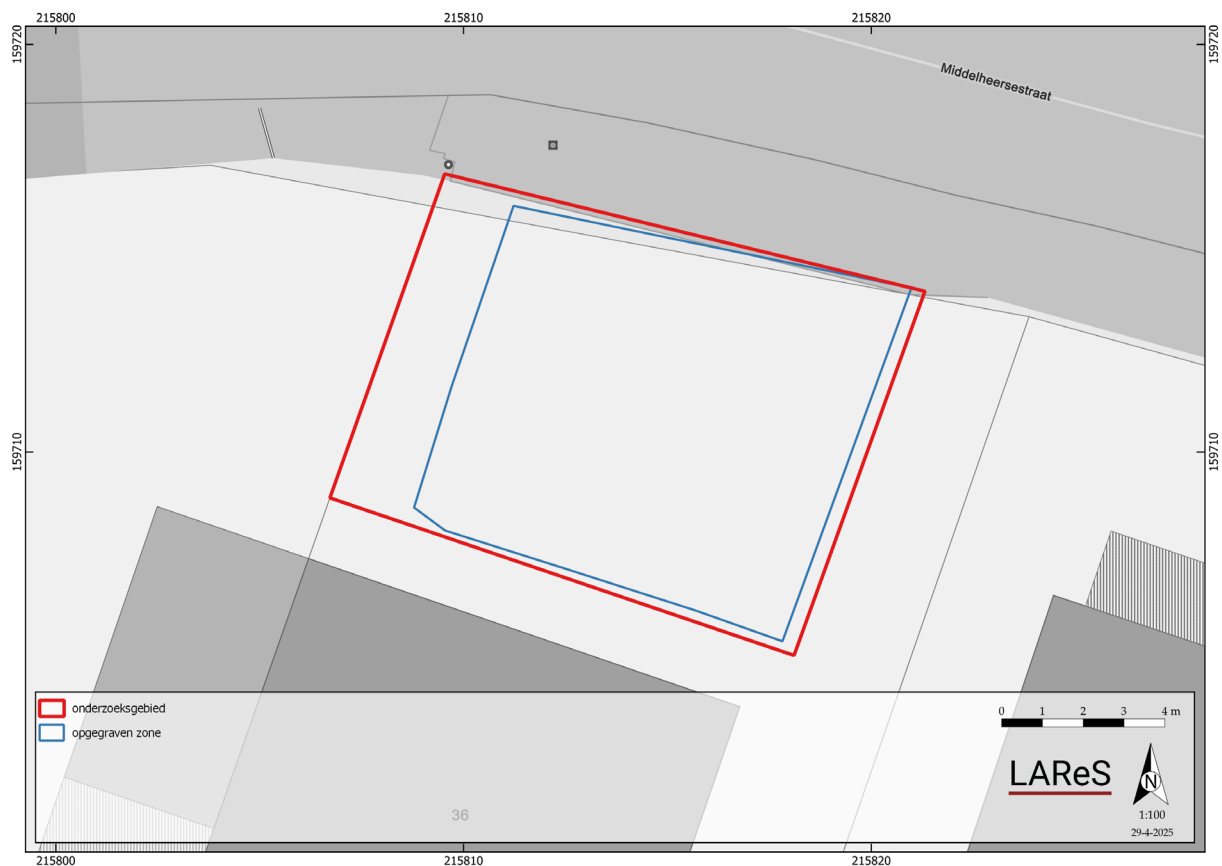 215800 215810 215820
159720 159720
Middelheersestraat
159710 159710
onderzoeksgebied
opgegraven zone
0 1 2 3 4 m
LAReS
N
1:100
29-4-2025
36
215800 215810 215820